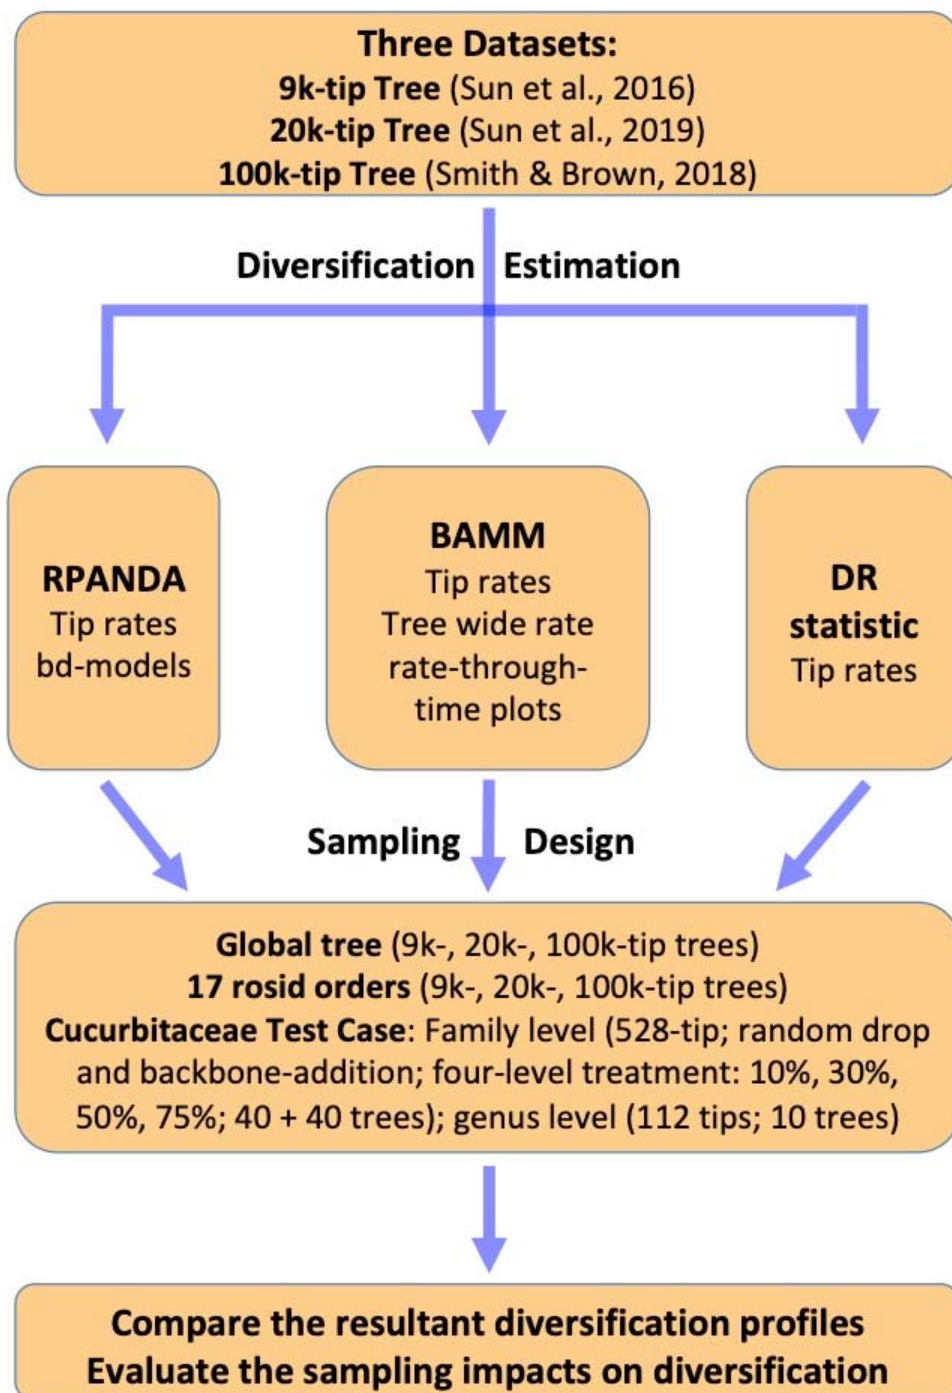 Three Datasets:
9k-tip Tree (Sun et al., 2016)
20k-tip Tree (Sun et al., 2019)
100k-tip Tree (Smith & Brown, 2018)
Diversification Estimation
RPANDA
Tip rates
bd-models
BAMM
Tip rates
Tree wide rate
rate-through-
time plots
DR
statistic
Tip rates
Sampling Design
Global tree (9k-, 20k-, 100k-tip trees)
17 rosid orders (9k-, 20k-, 100k-tip trees)
Cucurbitaceae Test Case: Family level (528-tip; random drop
and backbone-addition; four-level treatment: 10%, 30%,
50%, 75%; 40 + 40 trees); genus level (112 tips; 10 trees)
Compare the resultant diversification profiles
Evaluate the sampling impacts on diversification